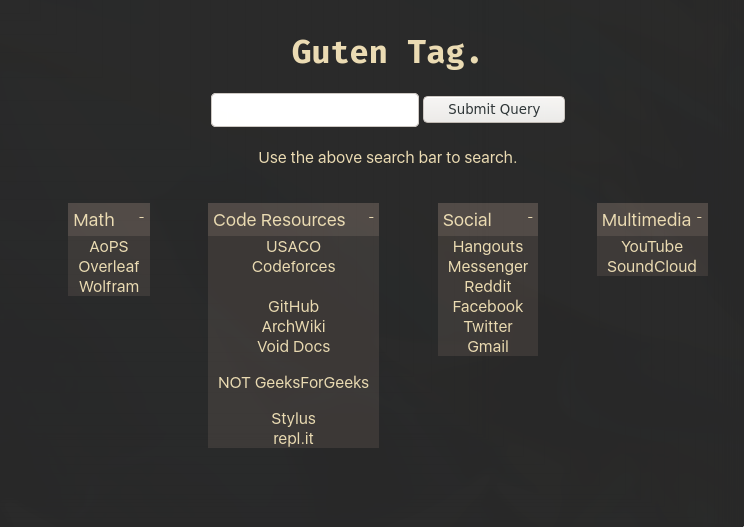 Guten Tag.
Submit Query
Use the above search bar to search.
Math -
AoPS
Overleaf
Wolfram
Code Resources -
USACO
Codeforces
GitHub
ArchWiki
Void Docs
NOT GeeksForGeeks
Stylus
repl.it
Social -
Hangouts
Messenger
Reddit
Facebook
Twitter
Gmail
Multimedia -
YouTube
SoundCloud